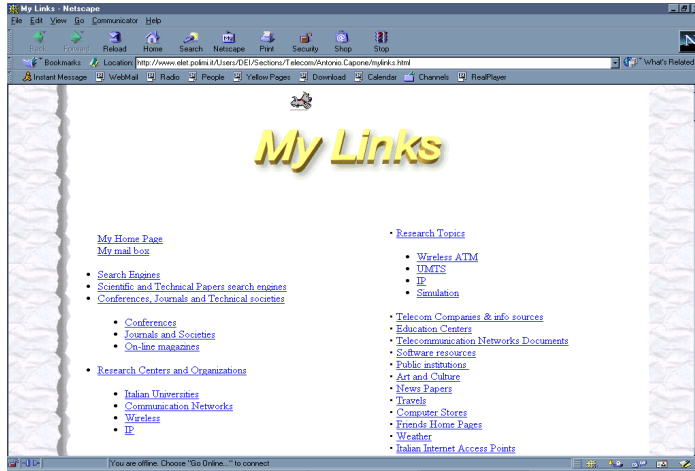 My Links - Netscape
File Edit View Go Communicator Help
Back Forward Reload Home Search Netscape Print Security Shop Stop
Bookmarks Location: http://www.elet.polimi.it/Users/DEI/Sections/Telecom/Antonio.Capone/mylinks.html What's Related
Instant Message WebMail Radio People Yellow Pages Download Calendar Channels RealPlayer
My Links
My Home Page
My mail box
• Search Engines
• Scientific and Technical Papers search engines
• Conferences, Journals and Technical societies
• Conferences
• Journals and Societies
• On-line magazines
• Research Centers and Organizations
• Italian Universities
• Communication Networks
• Wireless
• IP
• Research Topics
• Wireless ATM
• UMTS
• IP
• Simulation
• Telecom Companies & info sources
• Education Centers
• Telecommunication Networks Documents
• Software resources
• Public institutions
• Art and Culture
• News Papers
• Travels
• Computer Stores
• Friends Home Pages
• Weather
• Italian Internet Access Points
You are offline. Choose "Go Online..." to connect